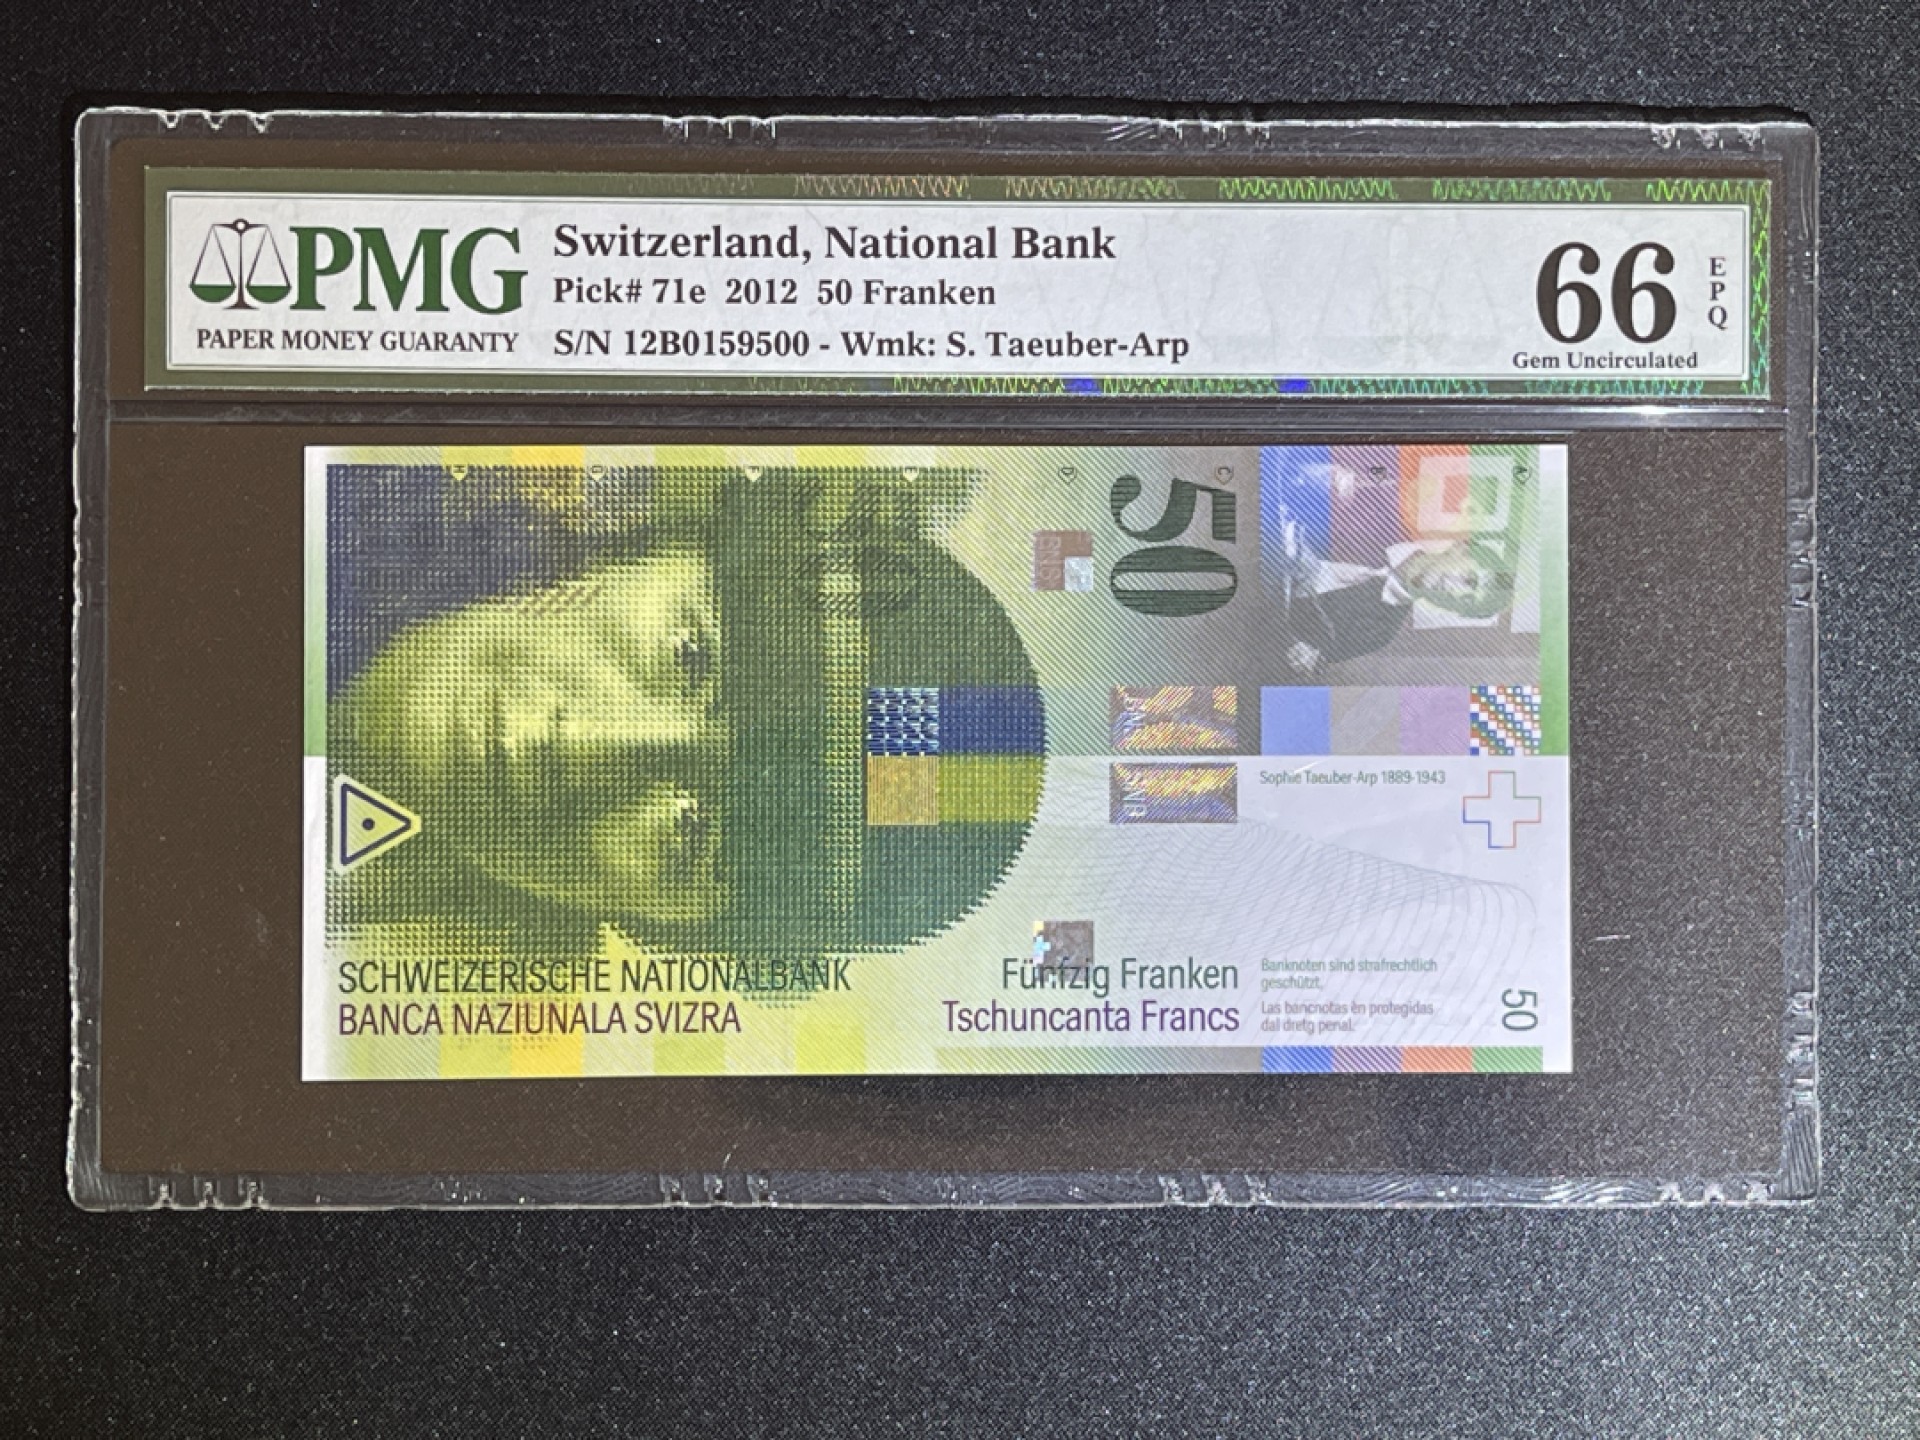 PMG
PAPER MONEY GUARANTY
Switzerland, National Bank
Pick# 71e 2012 50 Franken
S/N 12B0159500 - Wmk: S. Taeuber-Arp
66
EPQ
Gem Uncirculated
H G F E D C B A
50
BNS
SNB
Sophie Taeuber-Arp 1889-1943
SCHWEIZERISCHE NATIONALBANK
BANCA NAZIUNALA SVIZRA
Fünfzig Franken
Tschuncanta Francs
Banknoten sind strafrechtlich
geschützt.
Las bancnotas èn protegidas
dal dretg penal.
50